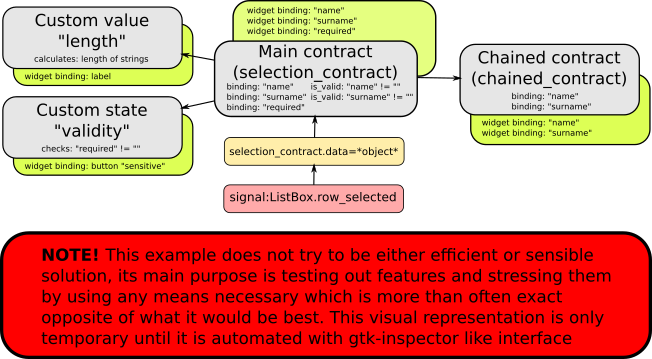 Custom value
"length"
calculates: length of strings
widget binding: label
widget binding: "name"
widget binding: "surname"
widget binding: "required"
Main contract
(selection_contract)
binding: "name" is_valid: "name" != ""
binding: "surname" is_valid: "surname" != ""
binding: "required"
Chained contract
(chained_contract)
binding: "name"
binding: "surname"
widget binding: "name"
widget binding: "surname"
Custom state
"validity"
checks: "required" != ""
widget binding: button "sensitive"
selection_contract.data=*object*
signal:ListBox.row_selected
NOTE! This example does not try to be either efficient or sensible
solution, its main purpose is testing out features and stressing them
by using any means necessary which is more than often exact
opposite of what it would be best. This visual representation is only
temporary until it is automated with gtk-inspector like interface